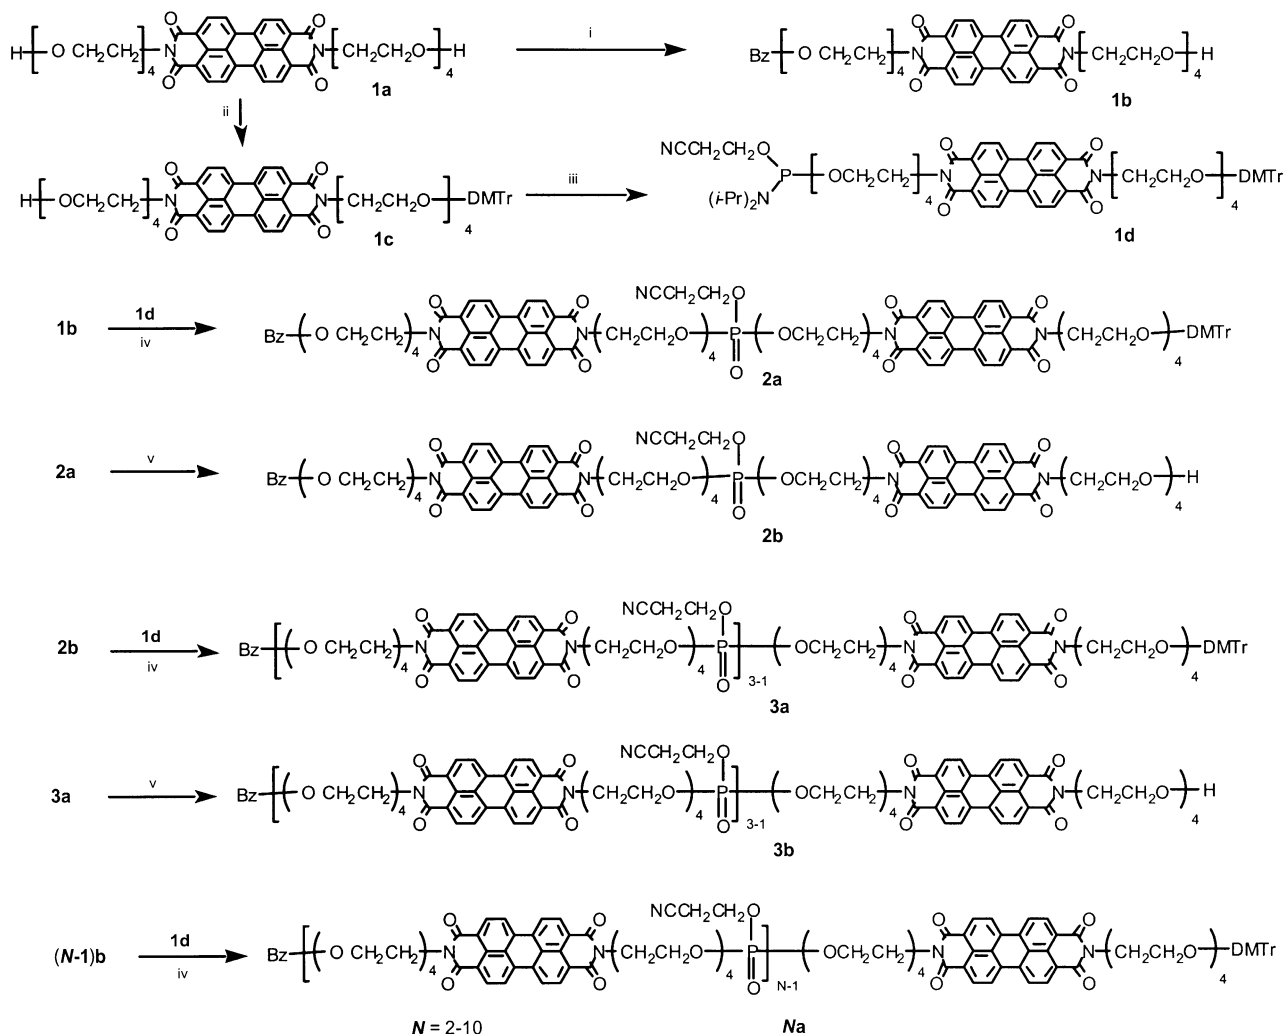 H O CH₂CH₂ 4 N O O O O N CH₂CH₂O H 4
1a
i
Bz O CH₂CH₂ 4 N O O O O N CH₂CH₂O H 4
1b
ii
H OCH₂CH₂ 4 N O O O O N CH₂CH₂O DMTr 4
1c
iii
NCCH₂CH₂O
(i-Pr)₂N P OCH₂CH₂ 4 N O O O O N CH₂CH₂O DMTr 4
1d
1b 1d iv
NCCH₂CH₂O
Bz O CH₂CH₂ 4 N O O O O N CH₂CH₂O 4 P O OCH₂CH₂ 4 N O O O O N CH₂CH₂O DMTr 4
2a
2a v
NCCH₂CH₂O
Bz O CH₂CH₂ 4 N O O O O N CH₂CH₂O 4 P O OCH₂CH₂ 4 N O O O O N CH₂CH₂O H 4
2b
2b 1d iv
NCCH₂CH₂O
Bz O CH₂CH₂ 4 N O O O O N CH₂CH₂O 4 P O 3-1 OCH₂CH₂ 4 N O O O O N CH₂CH₂O DMTr 4
3a
3a v
NCCH₂CH₂O
Bz O CH₂CH₂ 4 N O O O O N CH₂CH₂O 4 P O 3-1 OCH₂CH₂ 4 N O O O O N CH₂CH₂O H 4
3b
(N-1)b 1d iv
NCCH₂CH₂O
Bz O CH₂CH₂ 4 N O O O O N CH₂CH₂O 4 P O N-1 OCH₂CH₂ 4 N O O O O N CH₂CH₂O DMTr 4
N = 2-10 Na